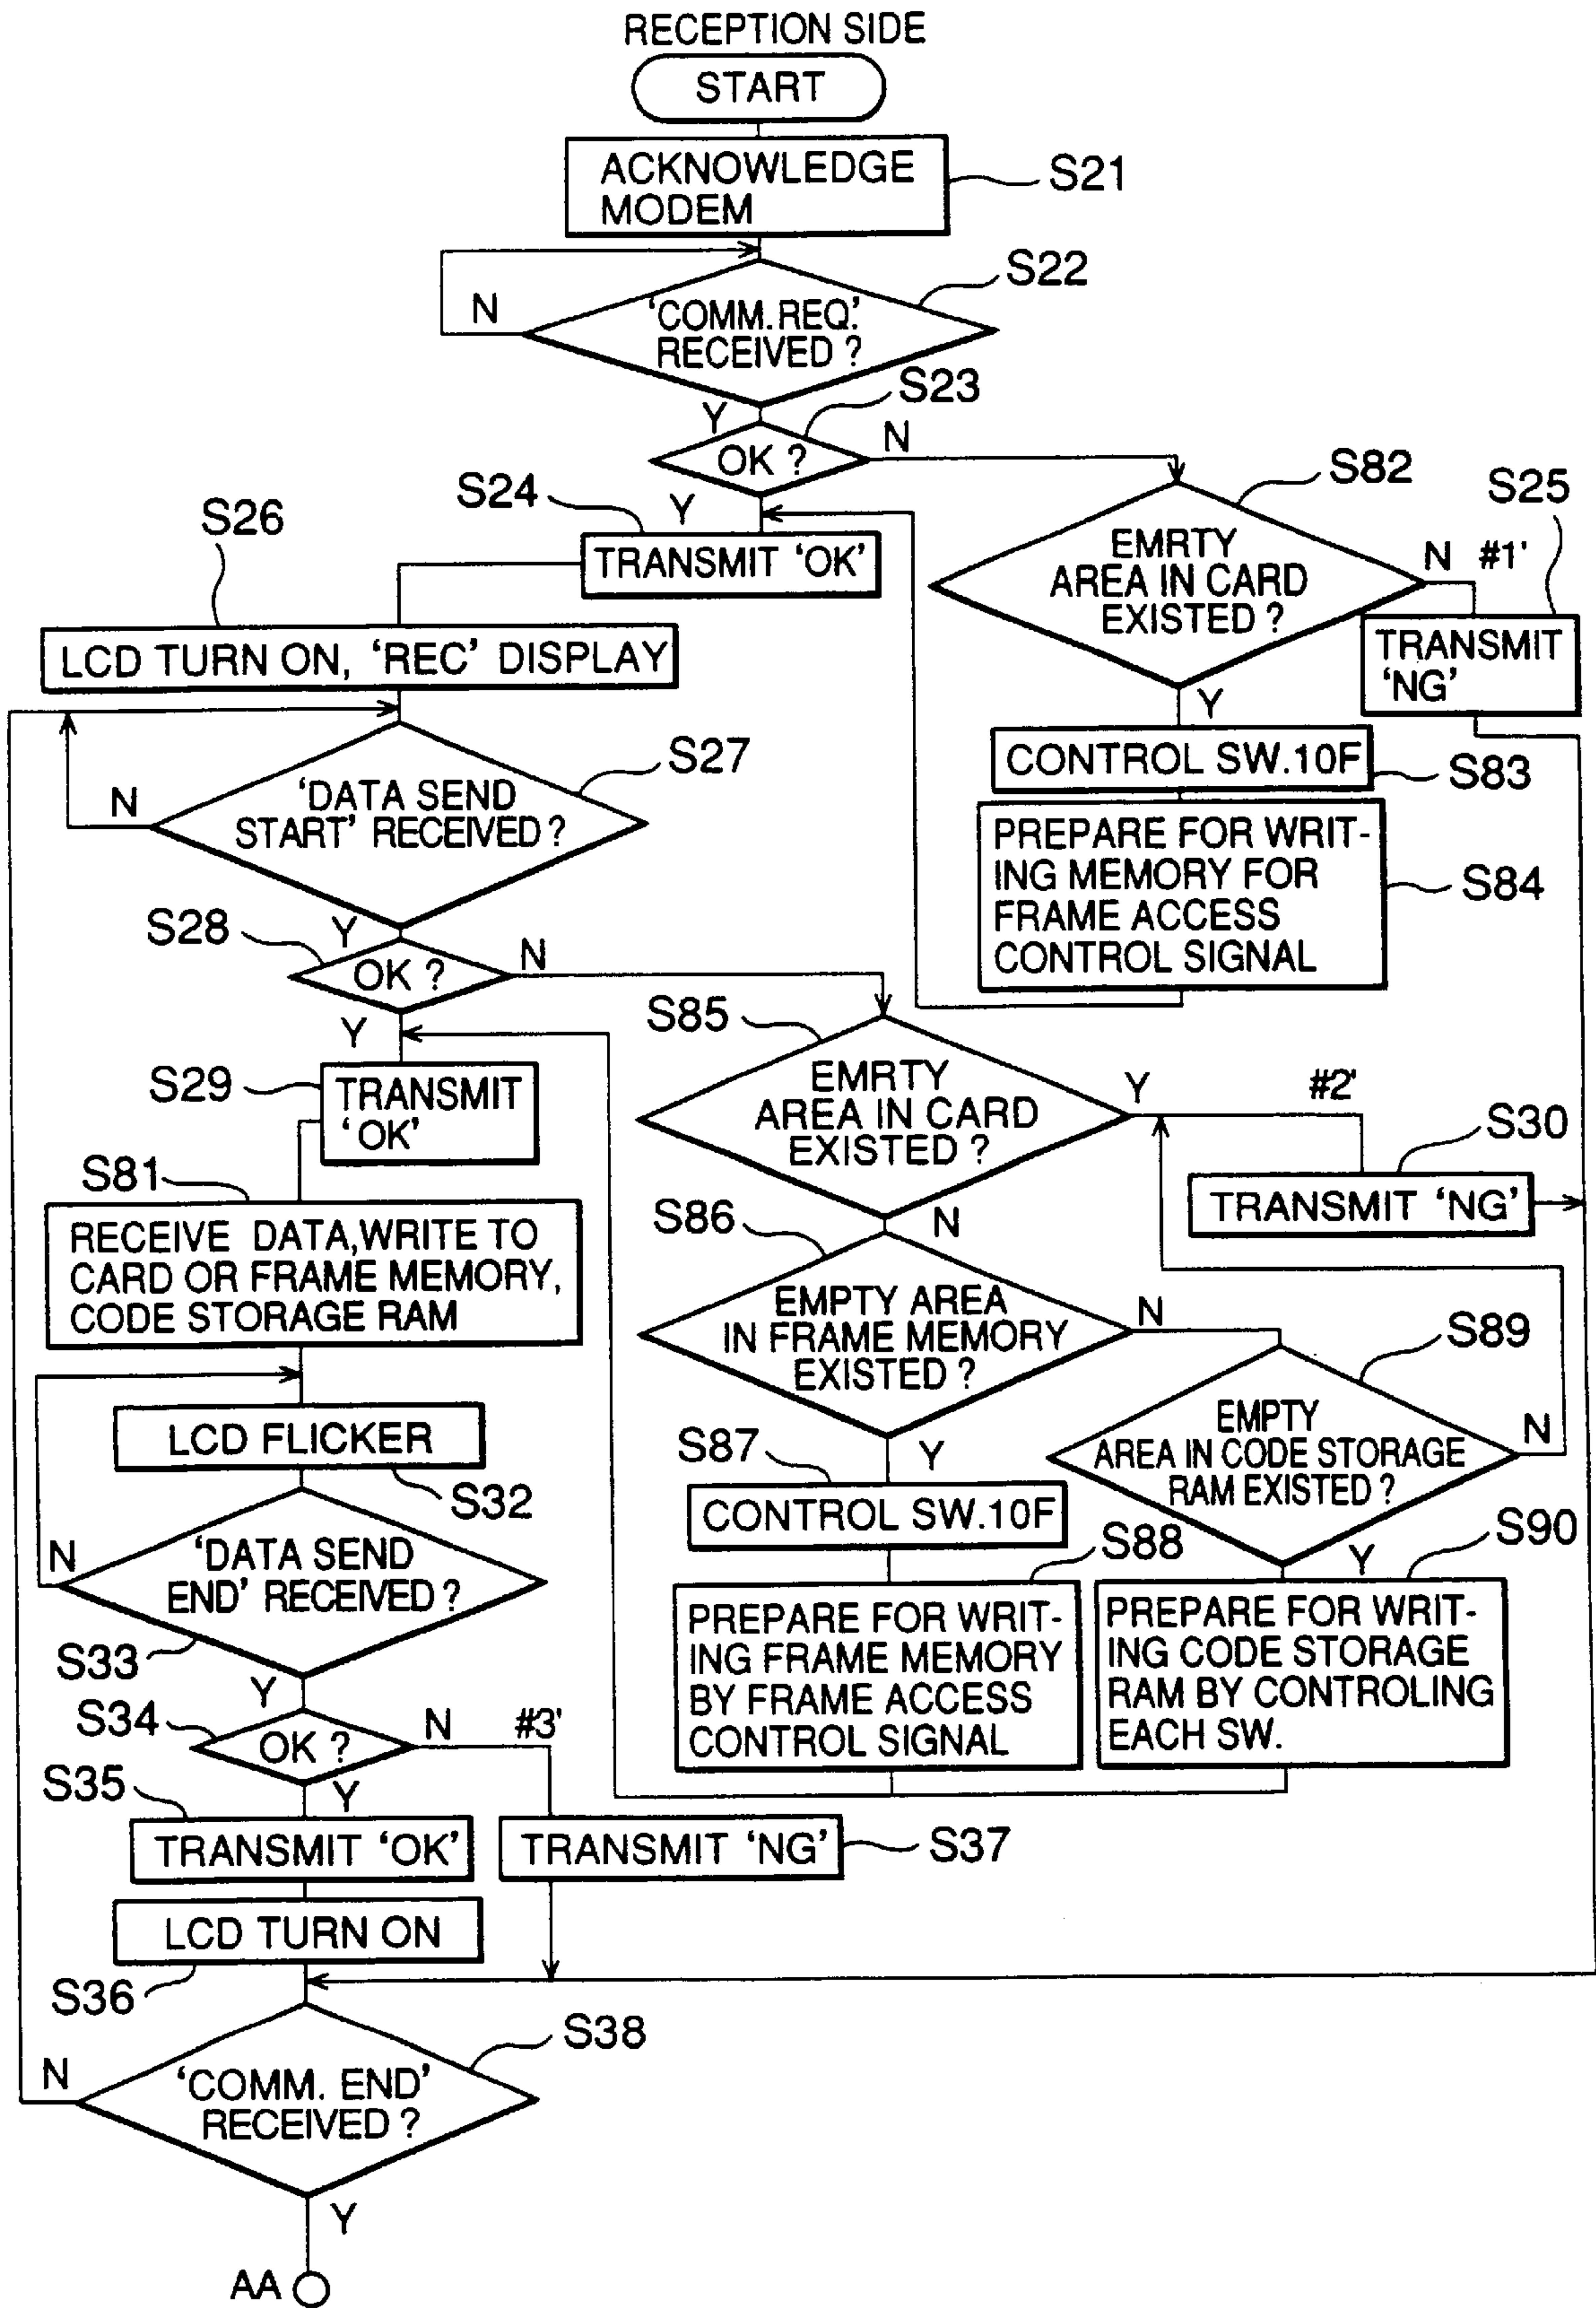 RECEPTION SIDE
START
ACKNOWLEDGE
MODEM
S21
S22
N
'COMM.REQ.'
RECEIVED ?
S23
Y
OK ?
N
S82
S25
S24
Y
S26
TRANSMIT 'OK'
EMRTY
AREA IN CARD
EXISTED ?
N #1'
LCD TURN ON, 'REC' DISPLAY
TRANSMIT
'NG'
Y
S27
CONTROL SW.10F
S83
N
'DATA SEND
START' RECEIVED ?
PREPARE FOR WRIT-
ING MEMORY FOR
FRAME ACCESS
CONTROL SIGNAL
S84
S28
Y
OK ?
N
S85
Y
S29
TRANSMIT
'OK'
EMRTY
AREA IN CARD
EXISTED ?
Y
#2'
S30
TRANSMIT 'NG'
S81
RECEIVE DATA,WRITE TO
CARD OR FRAME MEMORY,
CODE STORAGE RAM
S86
N
EMPTY AREA
IN FRAME MEMORY
EXISTED ?
N
S89
LCD FLICKER
S32
S87
Y
EMPTY
AREA IN CODE STORAGE
RAM EXISTED ?
N
CONTROL SW.10F
S88
Y
S90
N
'DATA SEND
END' RECEIVED ?
S33
PREPARE FOR WRIT-
ING FRAME MEMORY
BY FRAME ACCESS
CONTROL SIGNAL
PREPARE FOR WRIT-
ING CODE STORAGE
RAM BY CONTROLING
EACH SW.
Y
S34
OK ?
N
#3'
S35
Y
TRANSMIT 'OK'
TRANSMIT 'NG'
S37
LCD TURN ON
S36
S38
N
'COMM. END'
RECEIVED ?
Y
AA